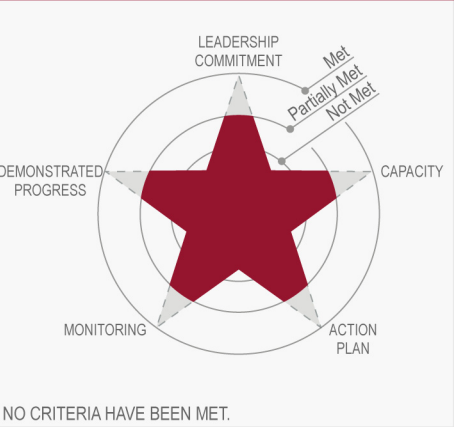 LEADERSHIP
COMMITMENT
Met
Partially Met
Not Met
DEMONSTRATED
PROGRESS
CAPACITY
MONITORING
ACTION
PLAN
NO CRITERIA HAVE BEEN MET.